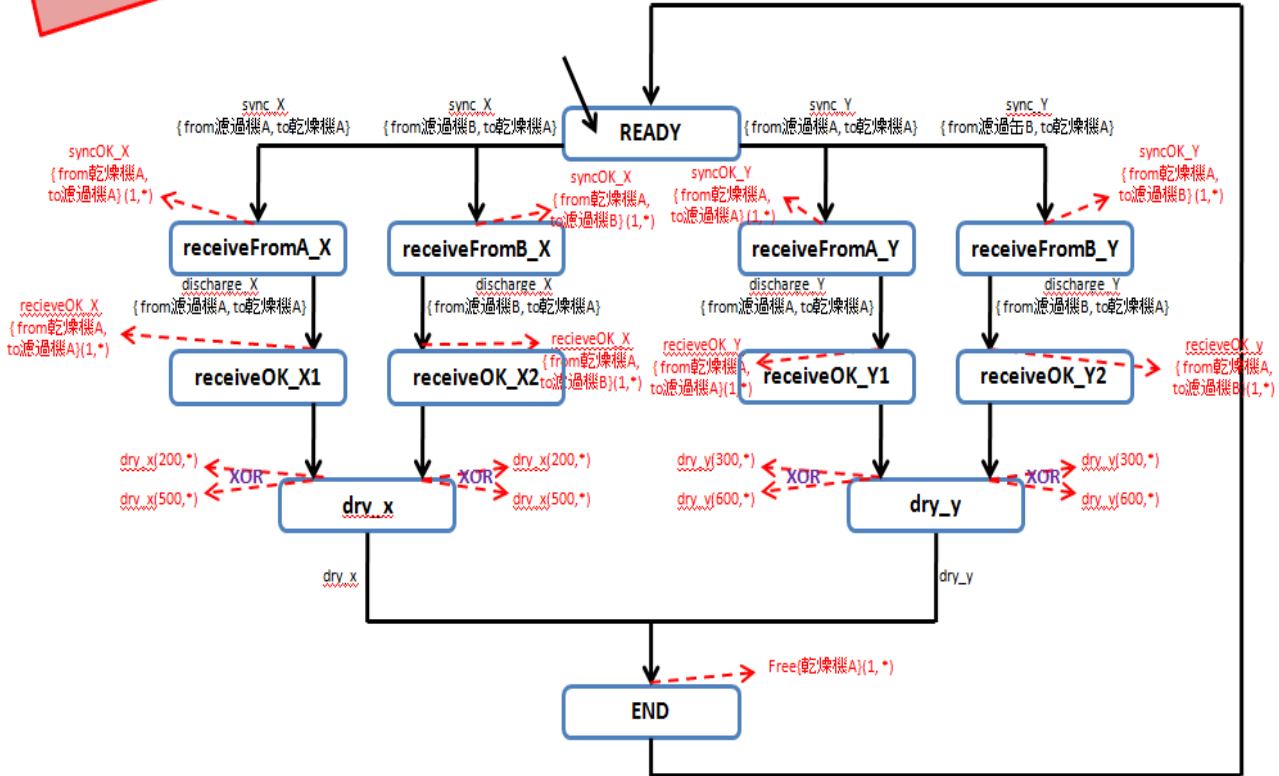 sync_X
{from濾過機A, to乾燥機A}
sync_X
{from濾過機B, to乾燥機A}
READY
sync_Y
{from濾過機A, to乾燥機A}
sync_Y
{from濾過缶B, to乾燥機A}
syncOK_X
{from乾燥機A,
to濾過機A}(1,*)
syncOK_X
{from乾燥機A,
to濾過機B}(1,*)
syncOK_Y
{from乾燥機A,
to濾過機A}(1,*)
syncOK_Y
{from乾燥機A,
to濾過機B}(1,*)
receiveFromA_X
receiveFromB_X
receiveFromA_Y
receiveFromB_Y
discharge_X
{from濾過機A, to乾燥機A}
discharge_X
{from濾過機B, to乾燥機A}
discharge_Y
{from濾過機A, to乾燥機A}
discharge_Y
{from濾過機B, to乾燥機A}
recieveOK_X
{from乾燥機A,
to濾過機A}(1,*)
recieveOK_X
{from乾燥機A,
to濾過機B}(1,*)
recieveOK_Y
{from乾燥機A,
to濾過機A}(1,*)
recieveOK_y
{from乾燥機A,
to濾過機B}(1,*)
receiveOK_X1
receiveOK_X2
receiveOK_Y1
receiveOK_Y2
dry_x(200,*)
XOR
dry_x(500,*)
dry_x(200,*)
XOR
dry_x(500,*)
dry_y(300,*)
XOR
dry_y(600,*)
dry_y(300,*)
XOR
dry_y(600,*)
dry_x
dry_y
dry_x
dry_y
Free{乾燥機A}(1,*)
END